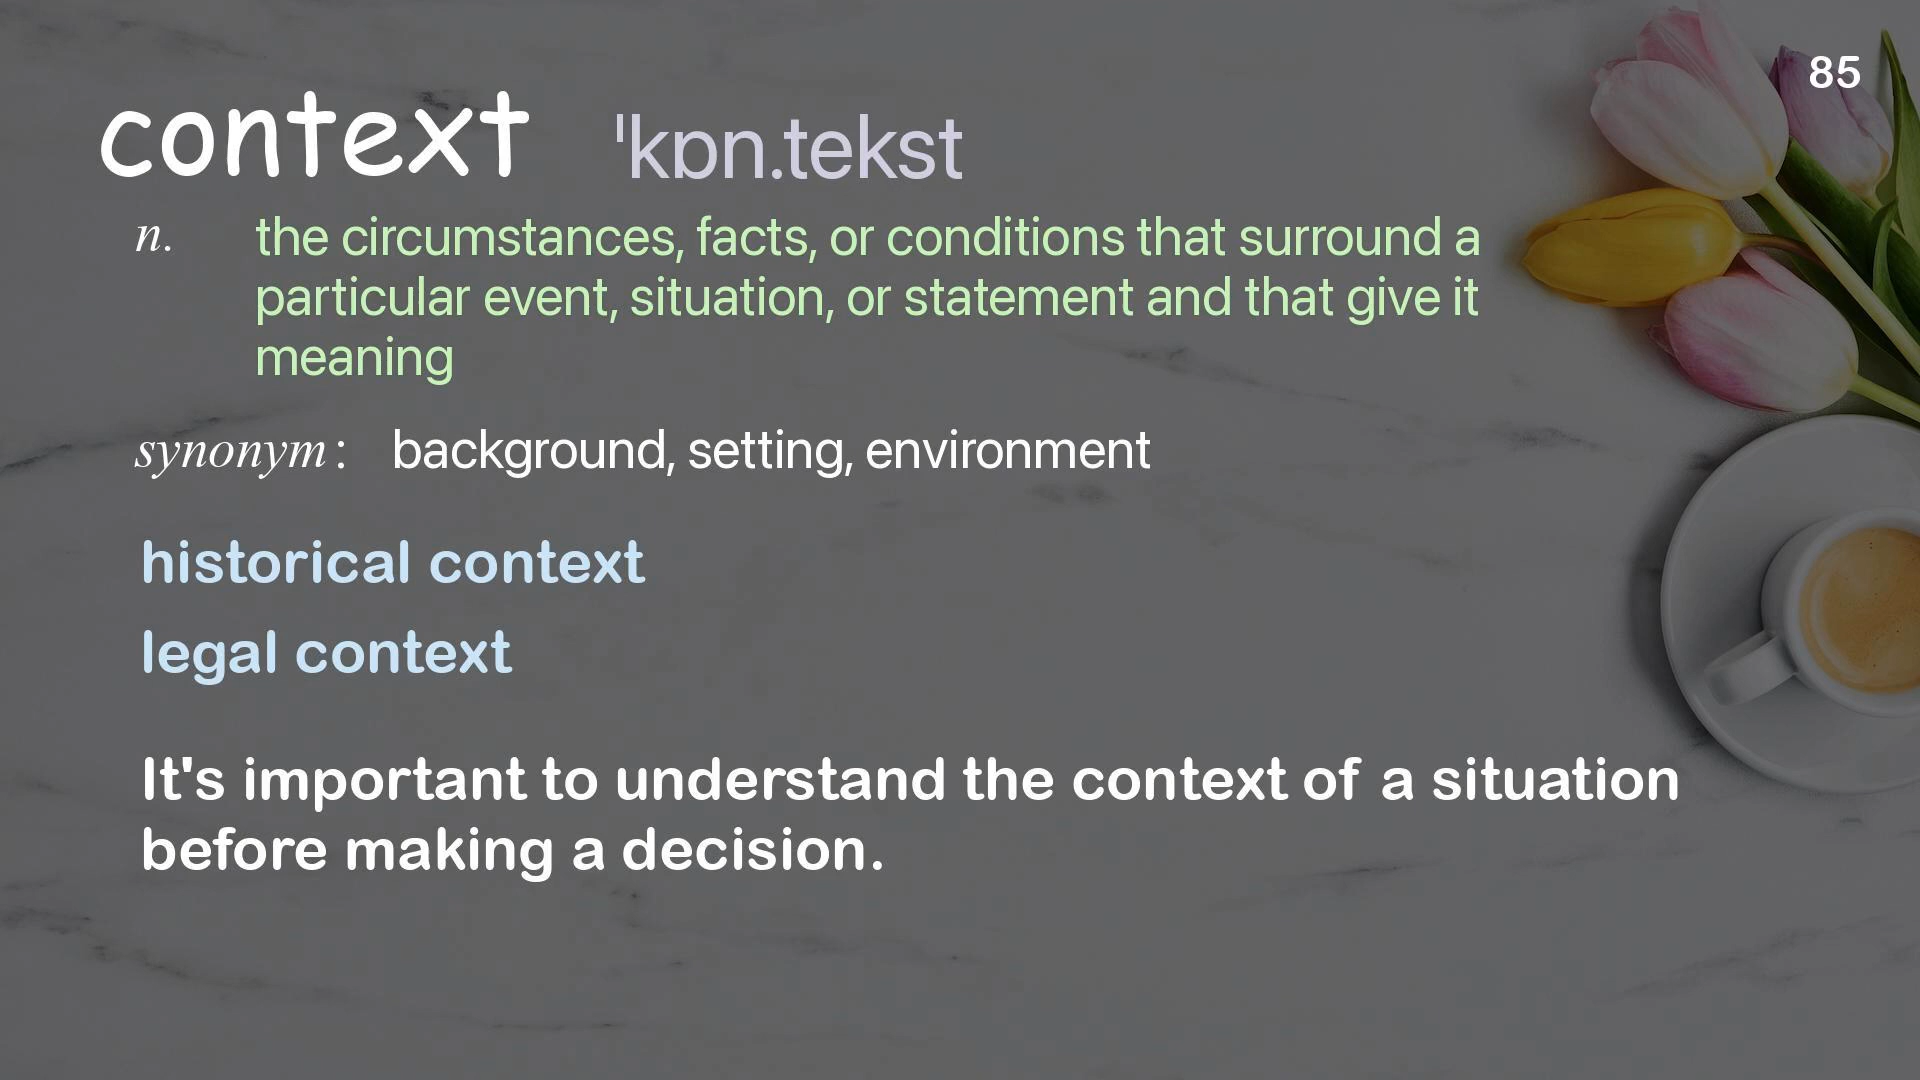 85
context ˈkɒn.tekst
n. the circumstances, facts, or conditions that surround a
particular event, situation, or statement and that give it
meaning
synonym: background, setting, environment
historical context
legal context
It's important to understand the context of a situation
before making a decision.